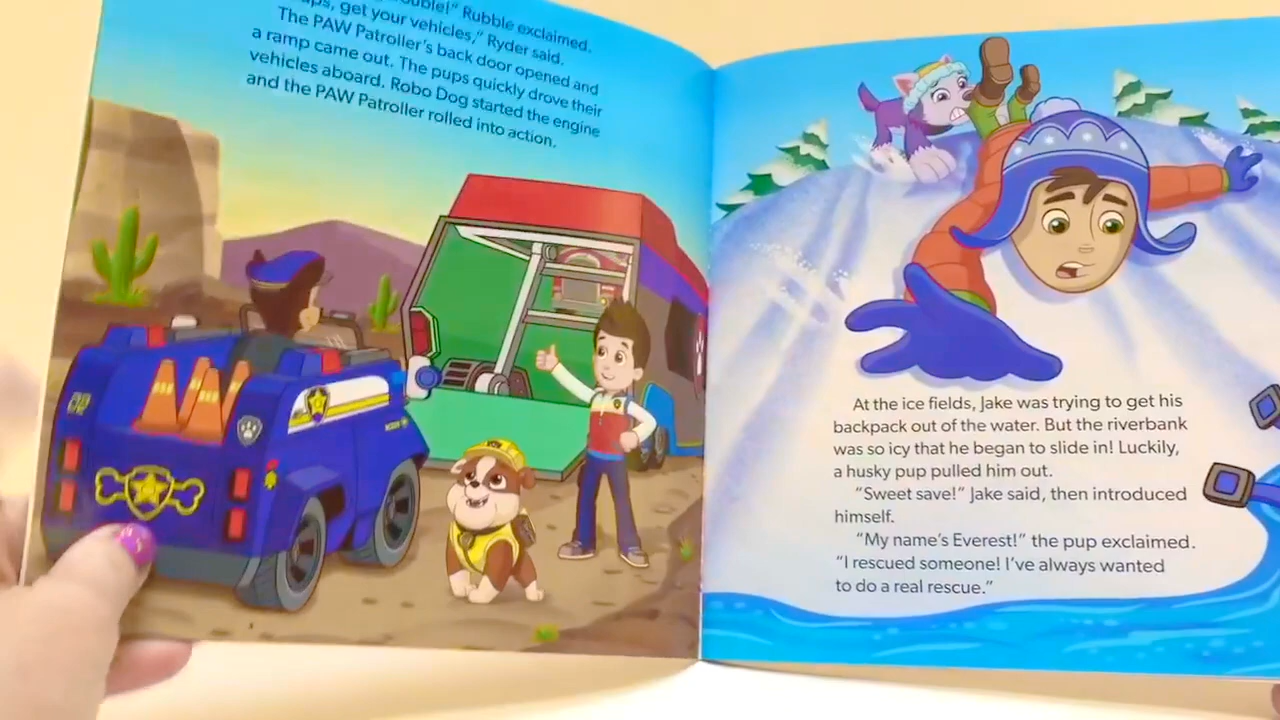 ouble!" Rubble exclaimed.
ups, get your vehicles," Ryder said.
The PAW Patroller's back door opened and
a ramp came out. The pups quickly drove their
vehicles aboard. Robo Dog started the engine
and the PAW Patroller rolled into action.
At the ice fields, Jake was trying to get his
backpack out of the water. But the riverbank
was so icy that he began to slide in! Luckily,
a husky pup pulled him out.
"Sweet save!" Jake said, then introduced
himself.
"My name's Everest!" the pup exclaimed.
"I rescued someone! I've always wanted
to do a real rescue."